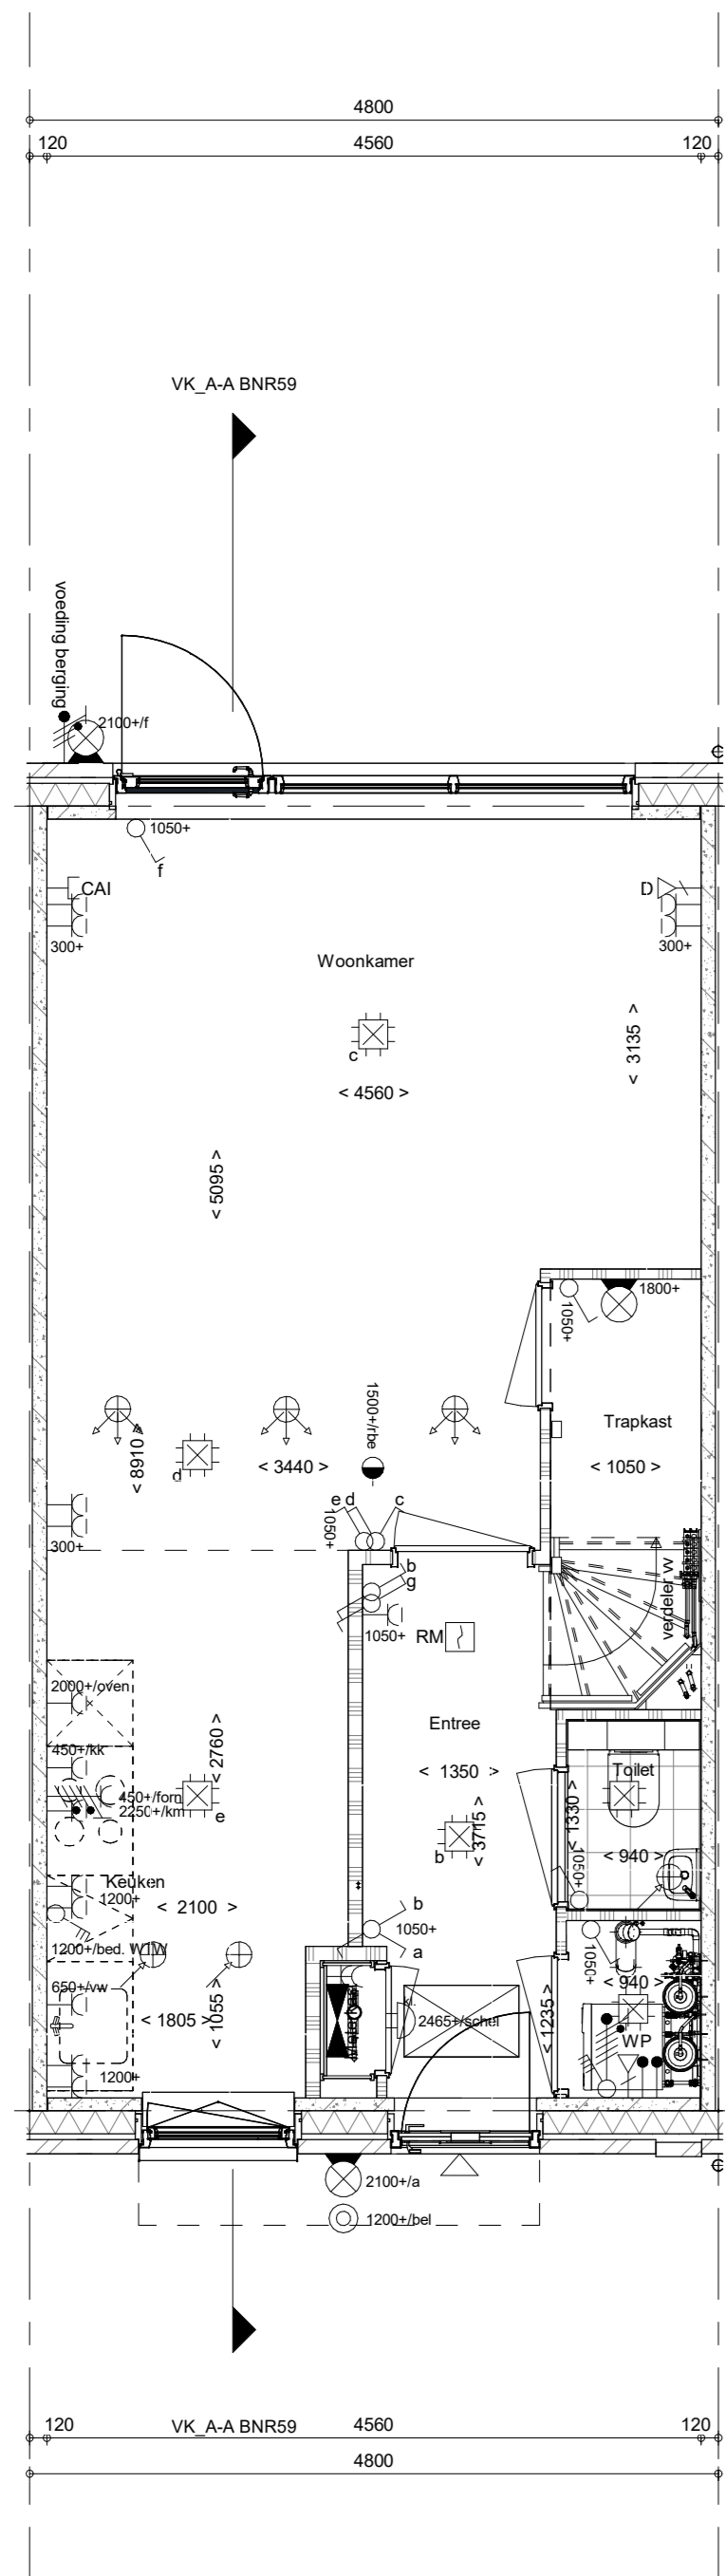 4800
120 4560 120
VK_A-A BNR59
voeding berging
2100+/f
1050+
f
CAI
D
300+
300+
Woonkamer
c
< 3135 >
< 4560 >
< 5095 >
1800+
1050+
1500+/rbe
Trapkast
< 8910 >
d
< 3440 >
< 1050 >
e d
c
1050+
300+
b
g
1050+
RM
verdeler vv
2000+/oven
Entree
450+/kk
< 2760 >
< 1350 >
Toilet
450+/forn
2250+/km
e
< 1330 >
< 3715 >
b
< 940 >
1050+
Keuken
1200+
< 2100 >
b
1050+
a
1200+/bed. WTW
1050+
650+/vw
< 940 >
< 1805 >
< 1055 >
2465+/schel
< 1235 >
WP
1200+
2100+/a
1200+/bel
120 VK_A-A BNR59 4560 120
4800